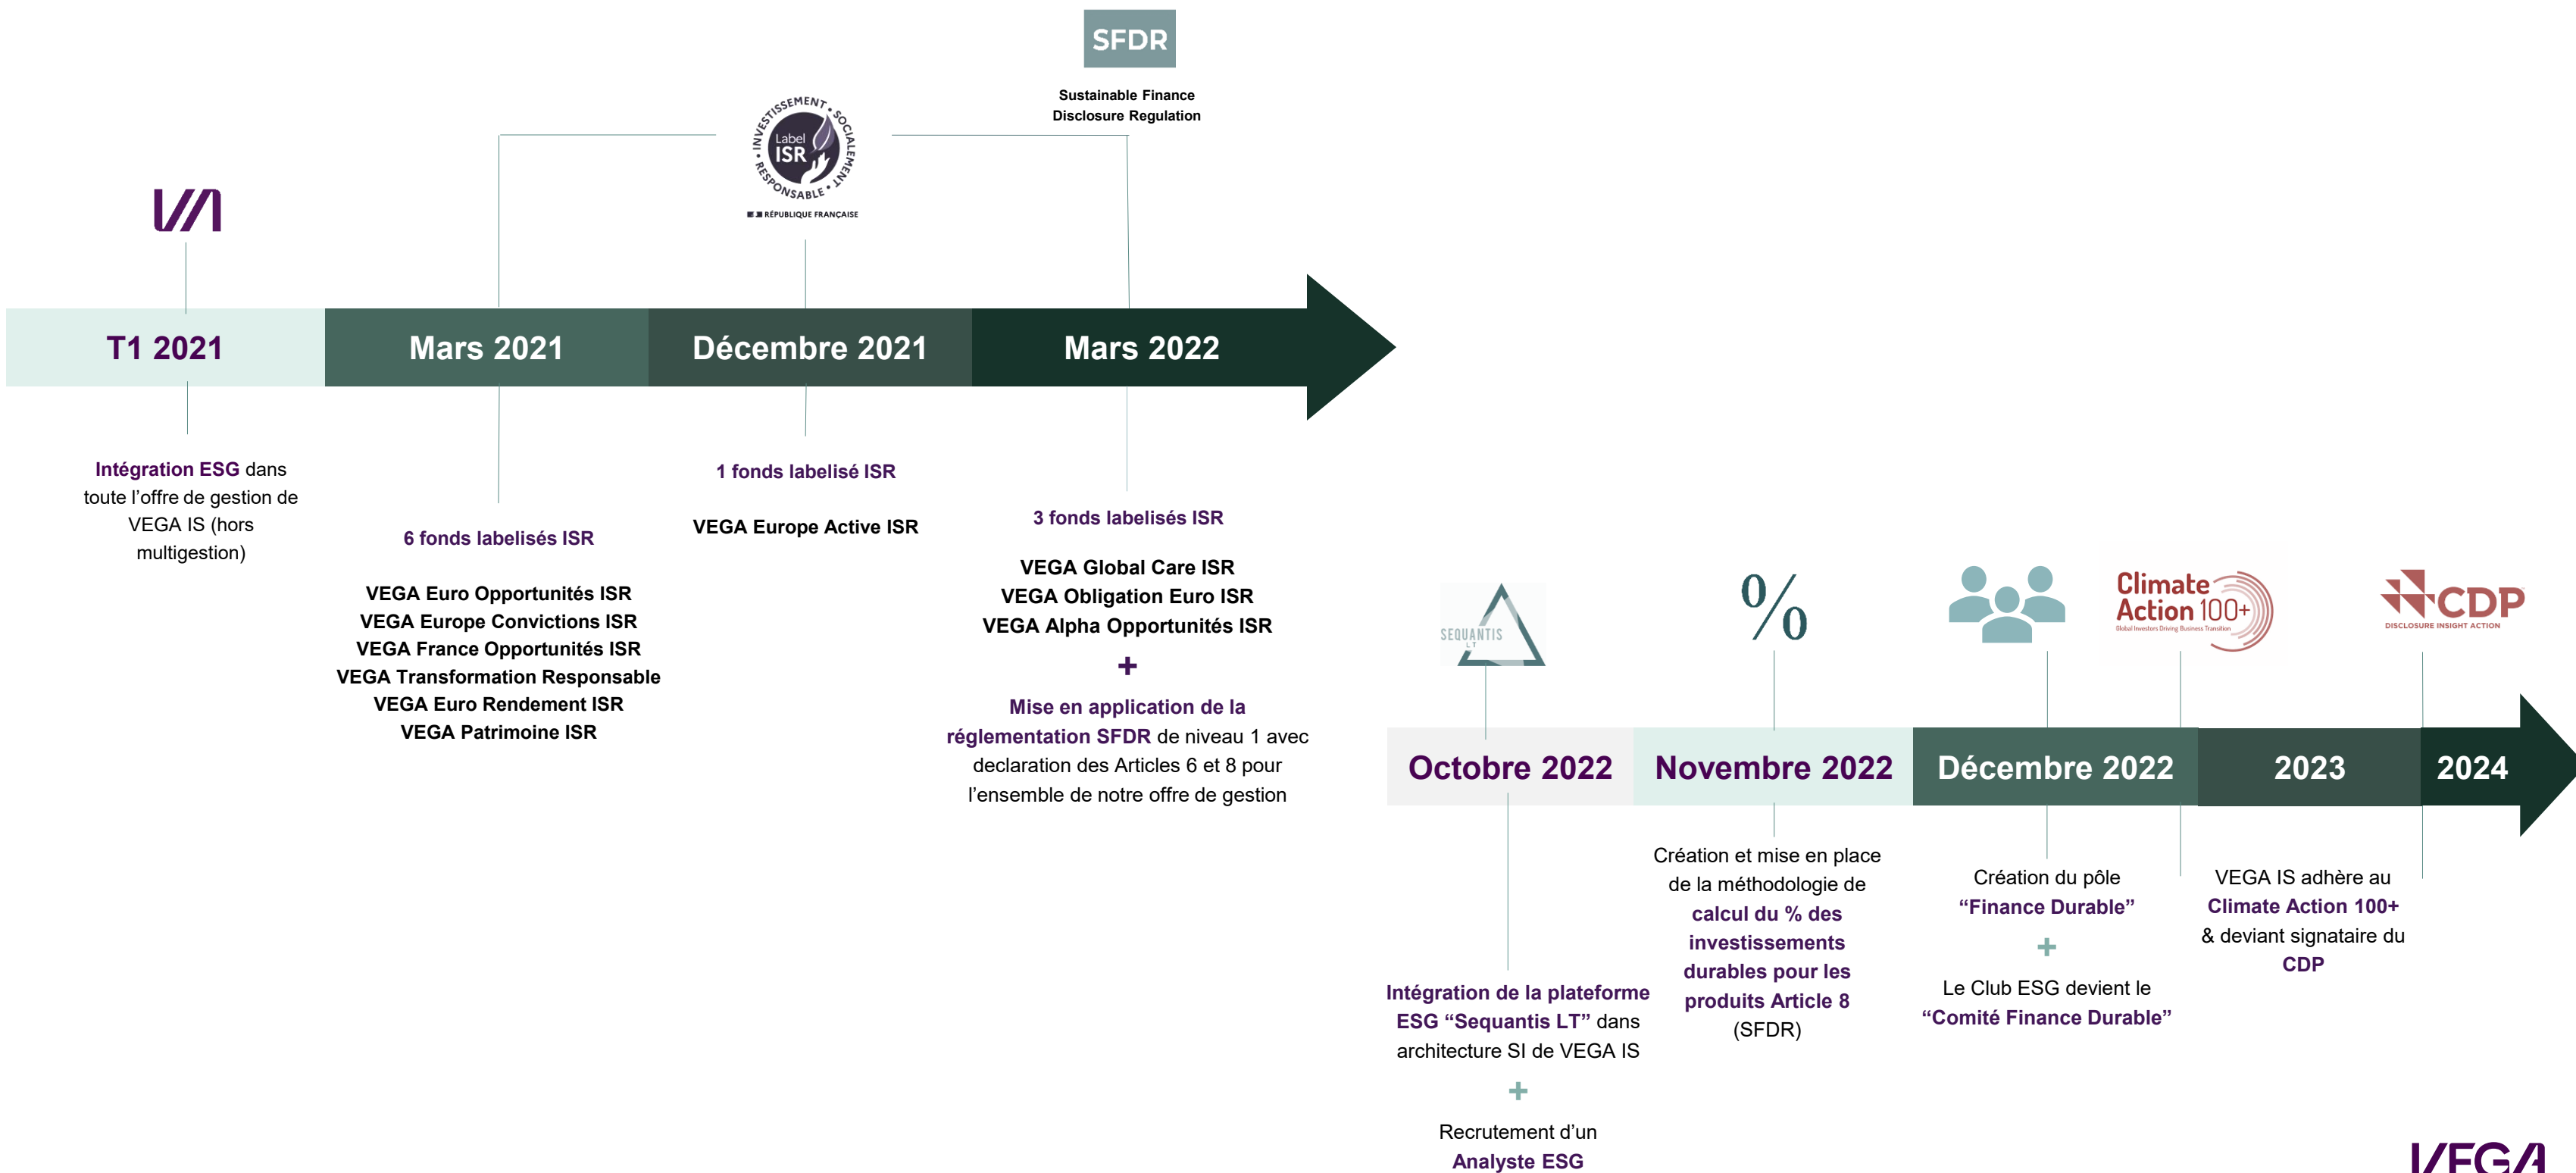 SFDR
Sustainable Finance
Disclosure Regulation
INVESTISSEMENT • SOCIALEMENT • RESPONSABLE •
Label
ISR
RÉPUBLIQUE FRANÇAISE
T1 2021
Mars 2021
Décembre 2021
Mars 2022
Intégration ESG dans
toute l'offre de gestion de
VEGA IS (hors
multigestion)
6 fonds labelisés ISR
VEGA Euro Opportunités ISR
VEGA Europe Convictions ISR
VEGA France Opportunités ISR
VEGA Transformation Responsable
VEGA Euro Rendement ISR
VEGA Patrimoine ISR
1 fonds labelisé ISR
VEGA Europe Active ISR
3 fonds labelisés ISR
VEGA Global Care ISR
VEGA Obligation Euro ISR
VEGA Alpha Opportunités ISR
+
Mise en application de la
réglementation SFDR de niveau 1 avec
declaration des Articles 6 et 8 pour
l'ensemble de notre offre de gestion
SEQUANTIS
LT
%
Climate
Action 100+
Global Investors Driving Business Transition
CDP
DISCLOSURE INSIGHT ACTION
Octobre 2022
Novembre 2022
Décembre 2022
2023
2024
Intégration de la plateforme
ESG “Sequantis LT” dans
architecture SI de VEGA IS
+
Recrutement d'un
Analyste ESG
Création et mise en place
de la méthodologie de
calcul du % des
investissements
durables pour les
produits Article 8
(SFDR)
Création du pôle
“Finance Durable”
+
Le Club ESG devient le
“Comité Finance Durable”
VEGA IS adhère au
Climate Action 100+
& deviant signataire du
CDP
VEGA